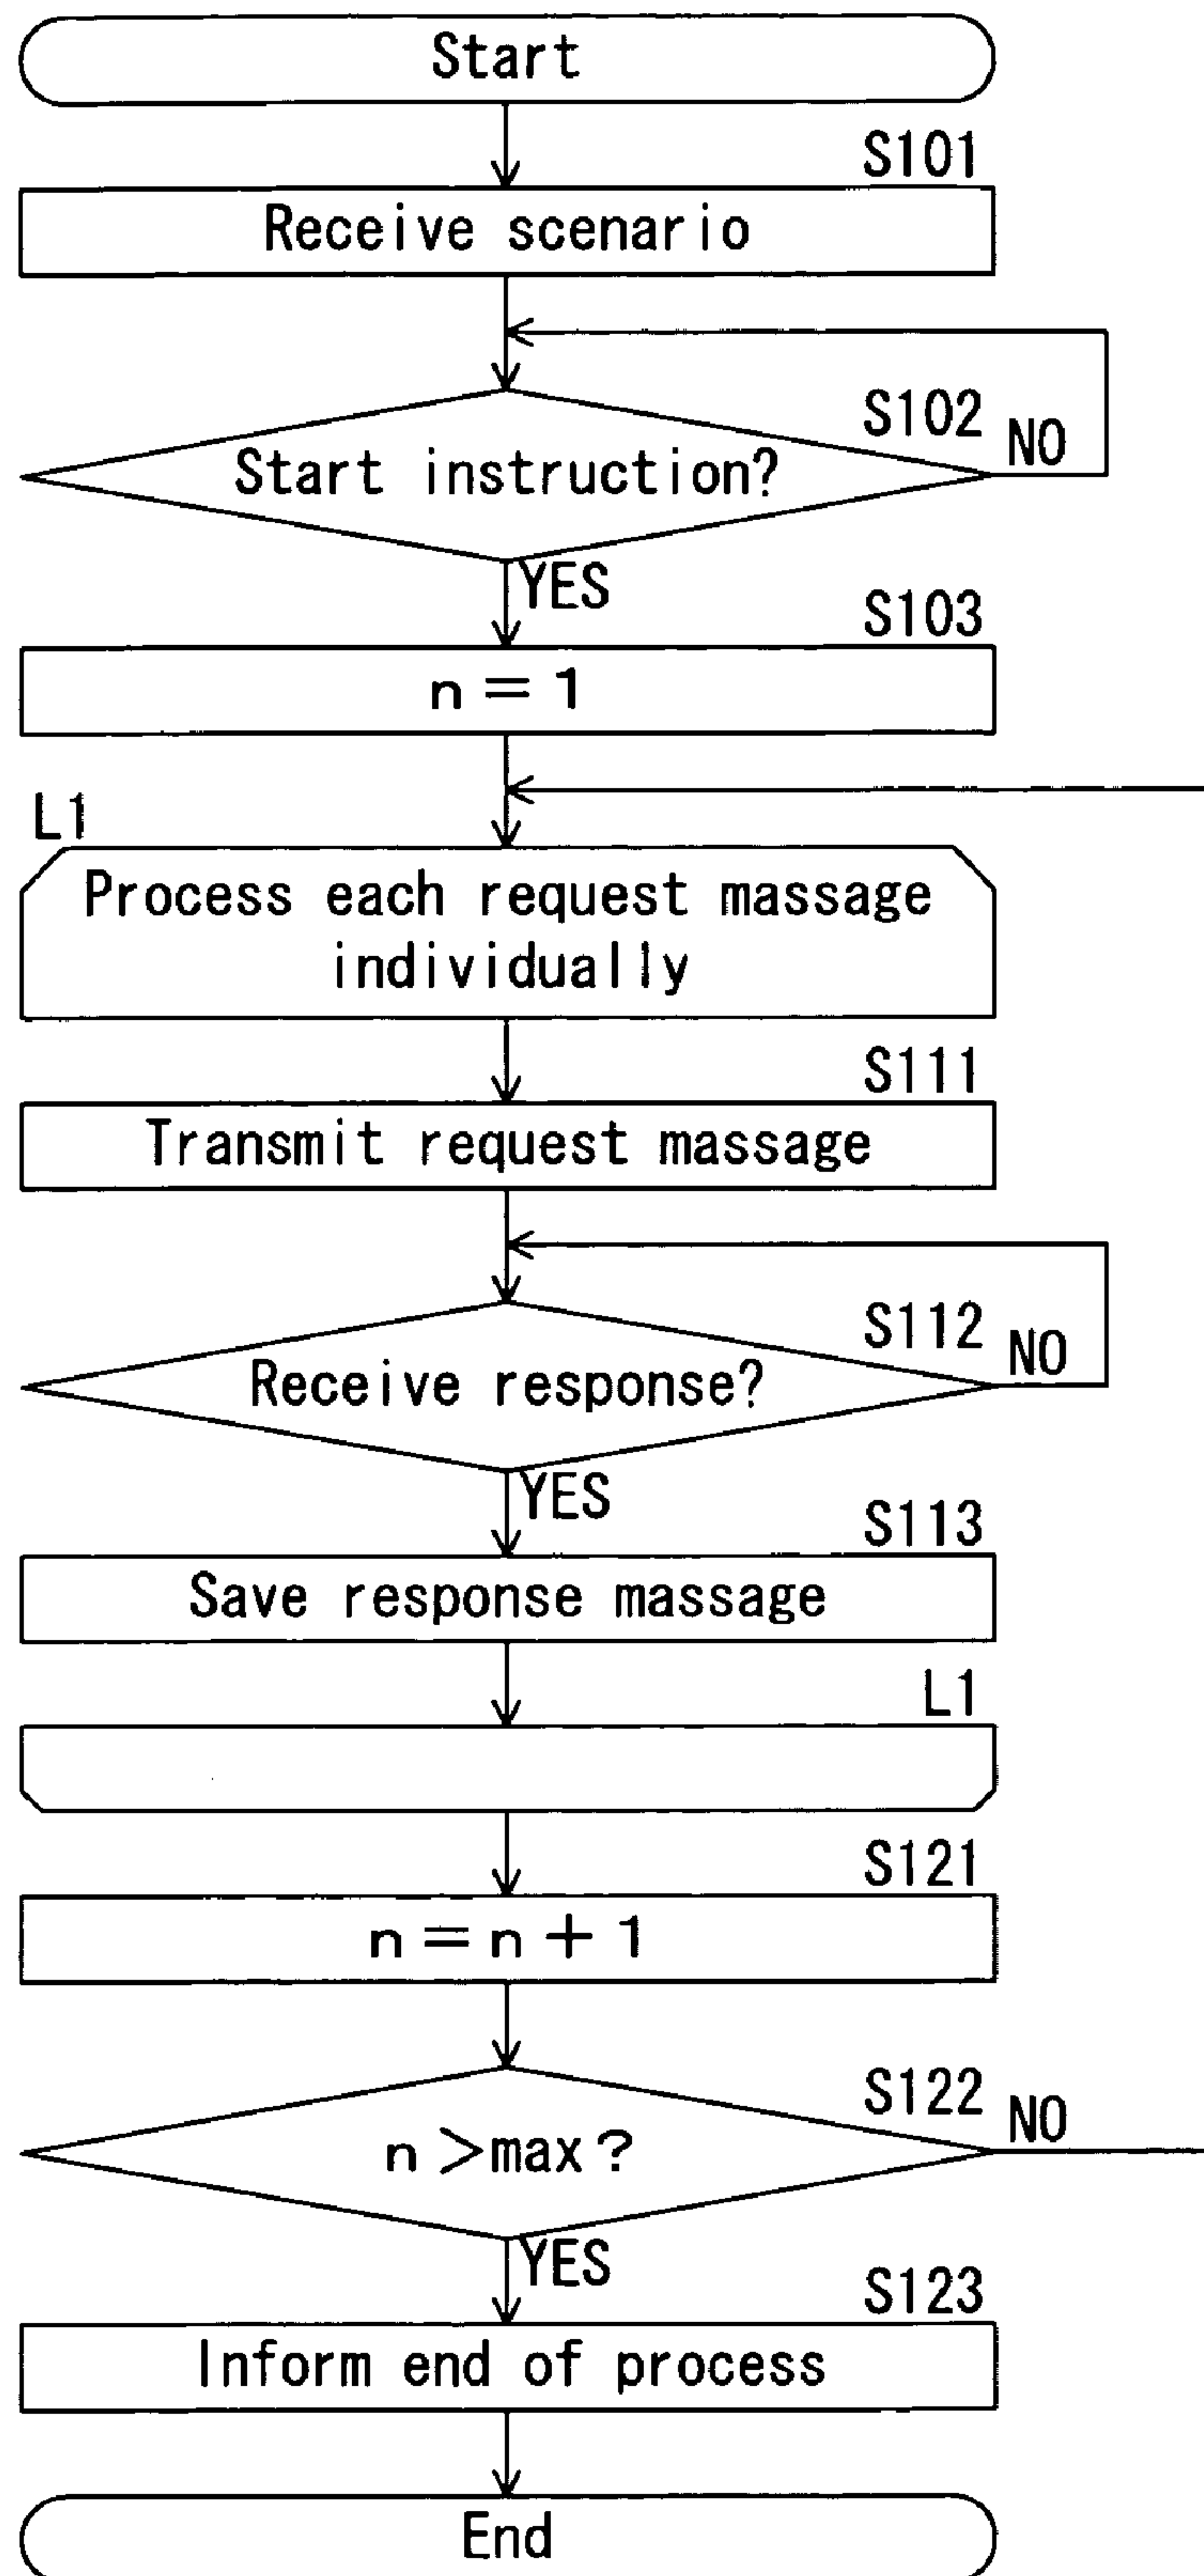 Start
S101
Receive scenario
S102
NO
Start instruction?
YES
S103
n=1
L1
Process each request massage
individually
S111
Transmit request massage
S112
NO
Receive response?
YES
S113
Save response massage
L1
S121
n=n+1
S122
NO
n>max?
YES
S123
Inform end of process
End